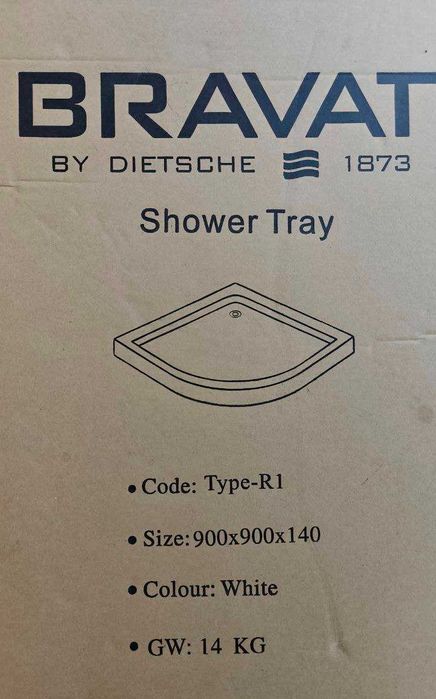 BRAVAT
BY DIETSCHE 1873
Shower Tray
• Code: Type-R1
• Size: 900x900x140
• Colour: White
• GW: 14 KG